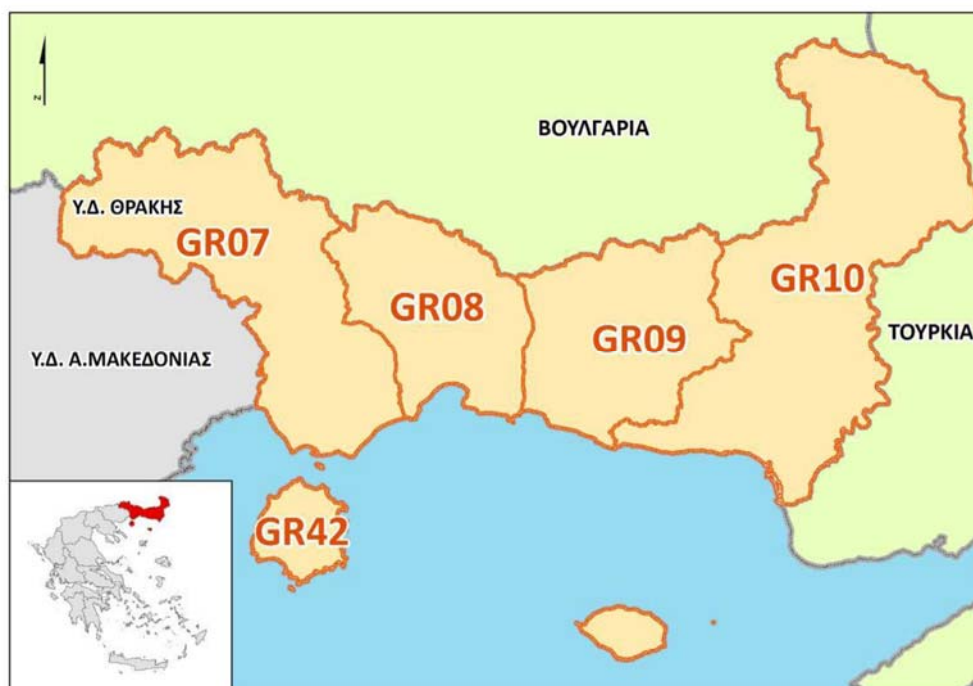 ΒΟΥΛΓΑΡΙΑ
Υ.Δ. ΘΡΑΚΗΣ
GR07
GR08
GR09
GR10
ΤΟΥΡΚΙΑ
Υ.Δ. Α.ΜΑΚΕΔΟΝΙΑΣ
GR42
N